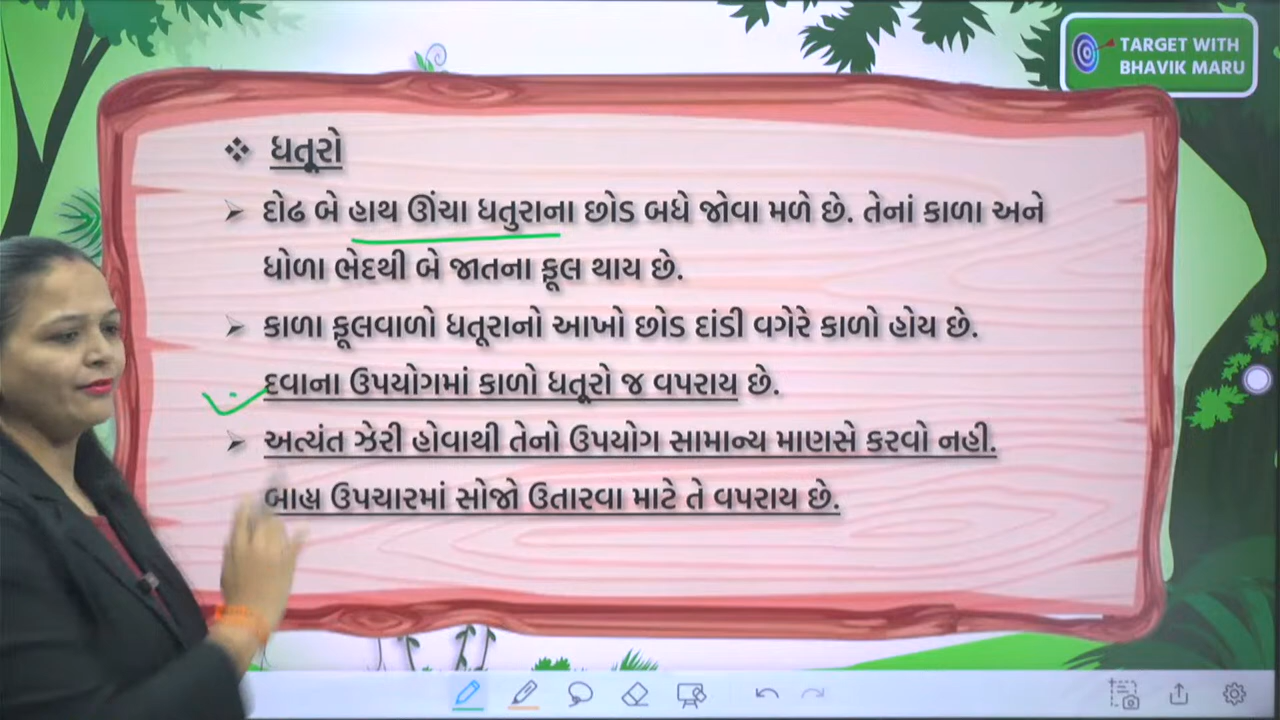 TARGET WITH
BHAVIK MARU
❖ ધતૂરો
➢ દોઢ બે હાથ ઊંચા ધતુરાના છોડ બધે જોવા મળે છે. તેનાં કાળા અને
ધોળા ભેદથી બે જાતના ફૂલ થાય છે.
➢ કાળા ફૂલવાળો ધતૂરાનો આખો છોડ દાંડી વગેરે કાળો હોય છે.
દવાના ઉપયોગમાં કાળો ધતૂરો જ વપરાય છે.
➢ અત્યંત ઝેરી હોવાથી તેનો ઉપયોગ સામાન્ય માણસે કરવો નહી.
બાહ્ય ઉપચારમાં સોજો ઉતારવા માટે તે વપરાય છે.